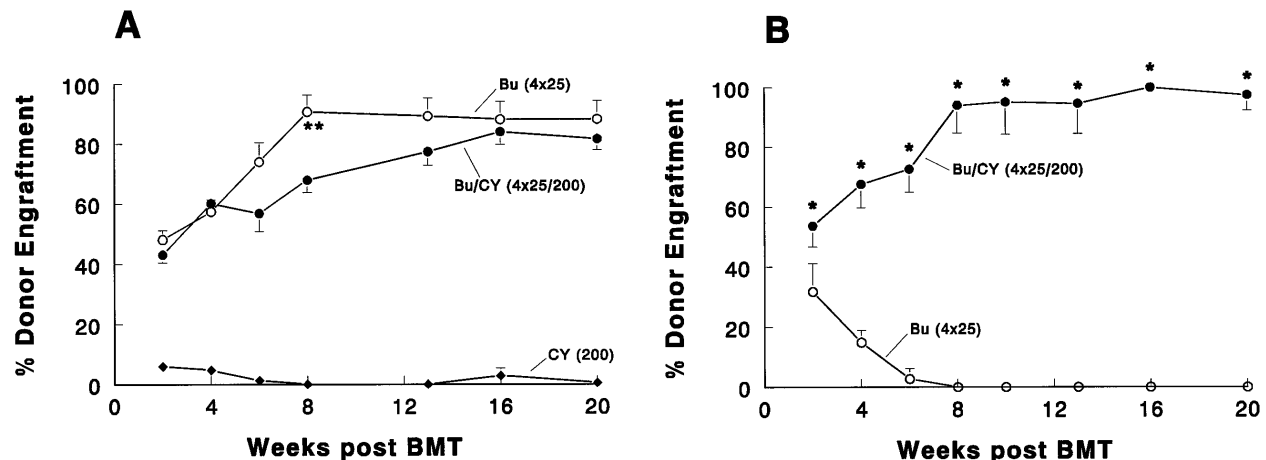 A
% Donor Engraftment
100
80
60
40
20
0
Bu (4x25)
**
Bu/CY (4x25/200)
CY (200)
0 4 8 12 16 20
Weeks post BMT
B
% Donor Engraftment
100
80
60
40
20
0
* * * * * * * *
Bu/CY (4x25/200)
Bu (4x25)
0 4 8 12 16 20
Weeks post BMT